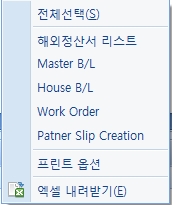 전체선택(S)
해외정산서 리스트
Master B/L
House B/L
Work Order
Patner Slip Creation
프린트 옵션
엑셀 내려받기(E)